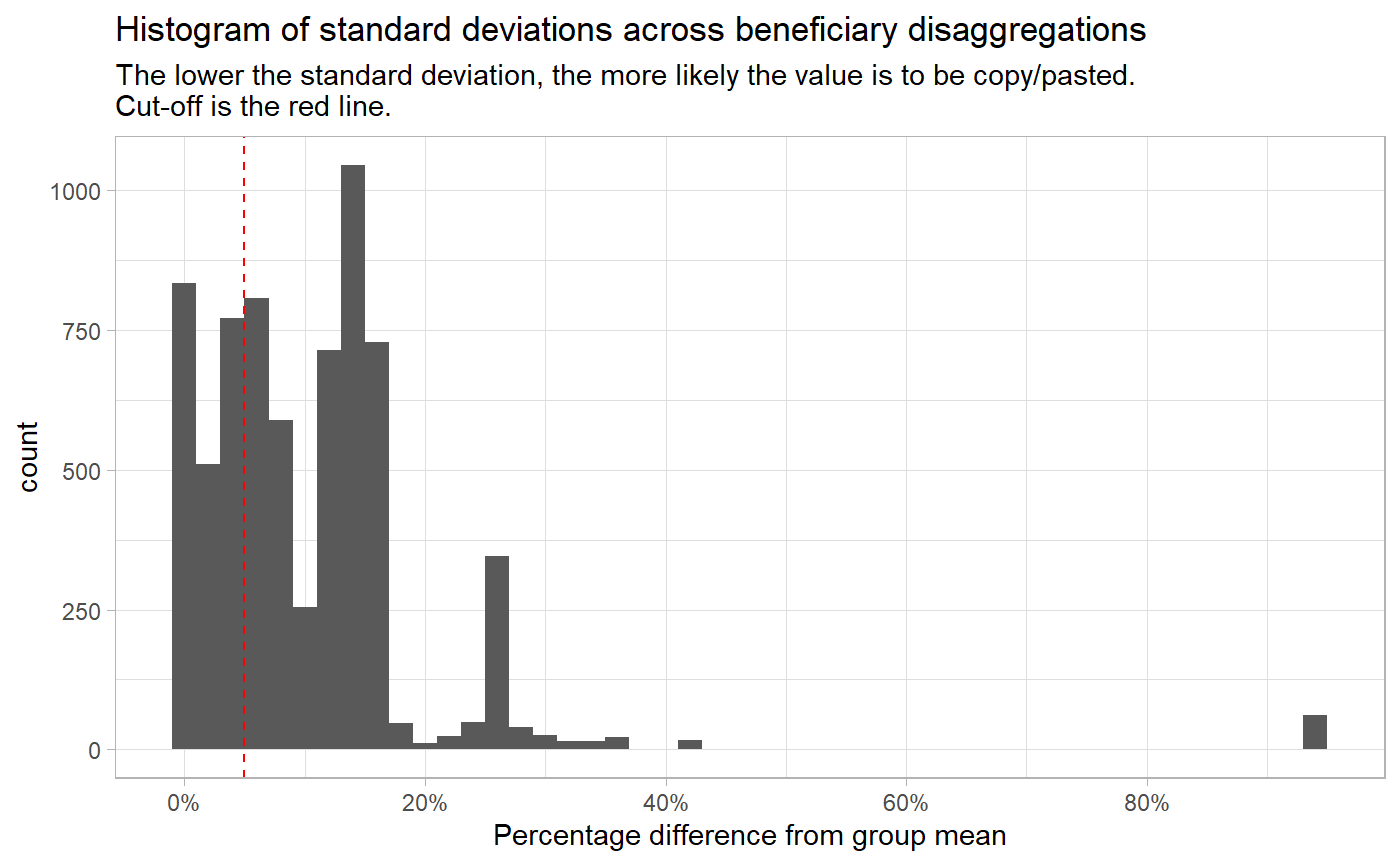 Histogram of standard deviations across beneficiary disaggregations
The lower the standard deviation, the more likely the value is to be copy/pasted.
Cut-off is the red line.
1000
750
500
250
0
count
0%
20%
40%
60%
80%
Percentage difference from group mean